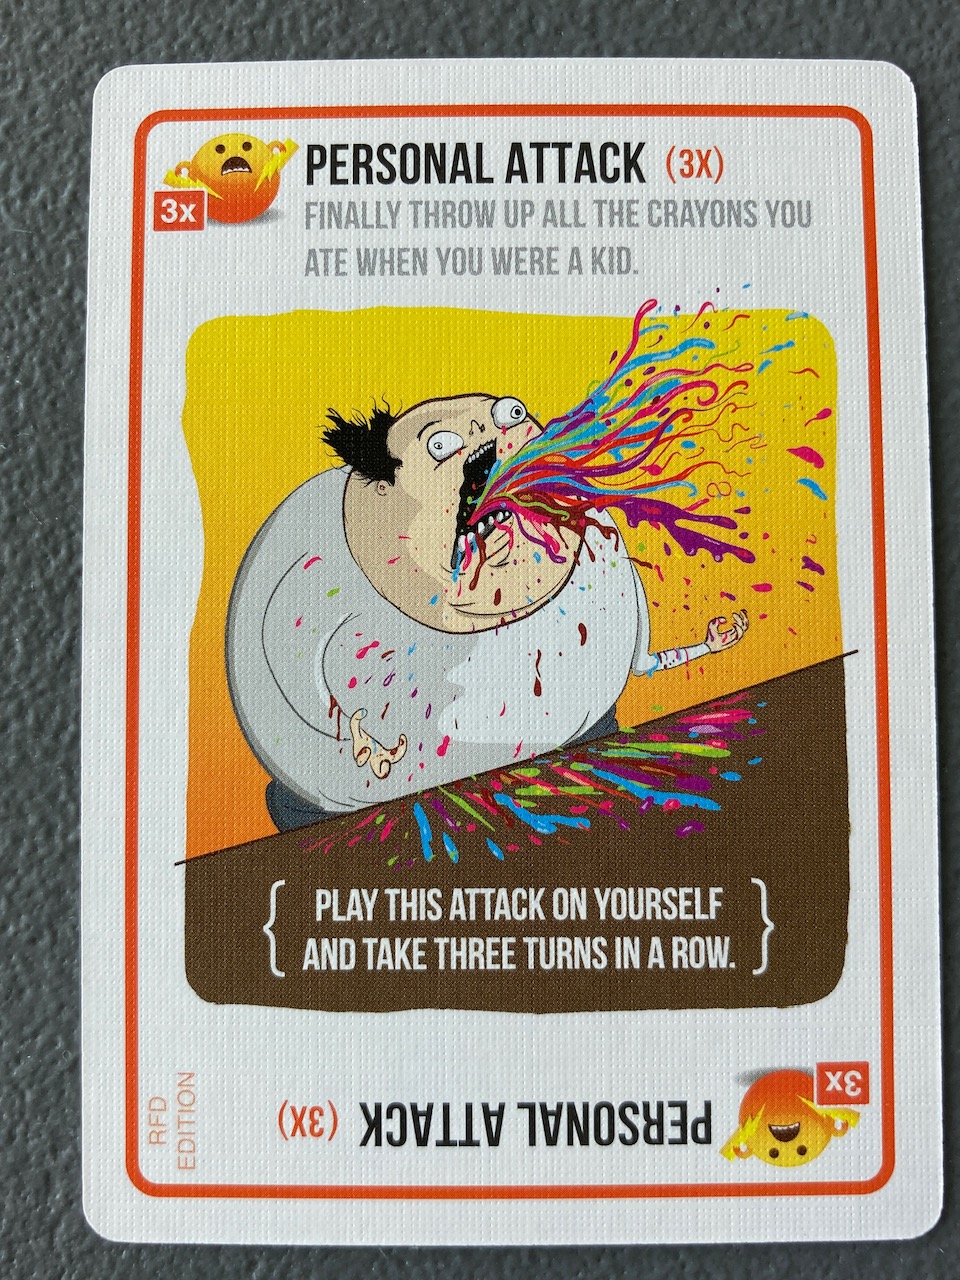 3x
PERSONAL ATTACK (3X)
FINALLY THROW UP ALL THE CRAYONS YOU
ATE WHEN YOU WERE A KID.
{ PLAY THIS ATTACK ON YOURSELF
AND TAKE THREE TURNS IN A ROW. }
RFD
EDITION
PERSONAL ATTACK (3X)
3x